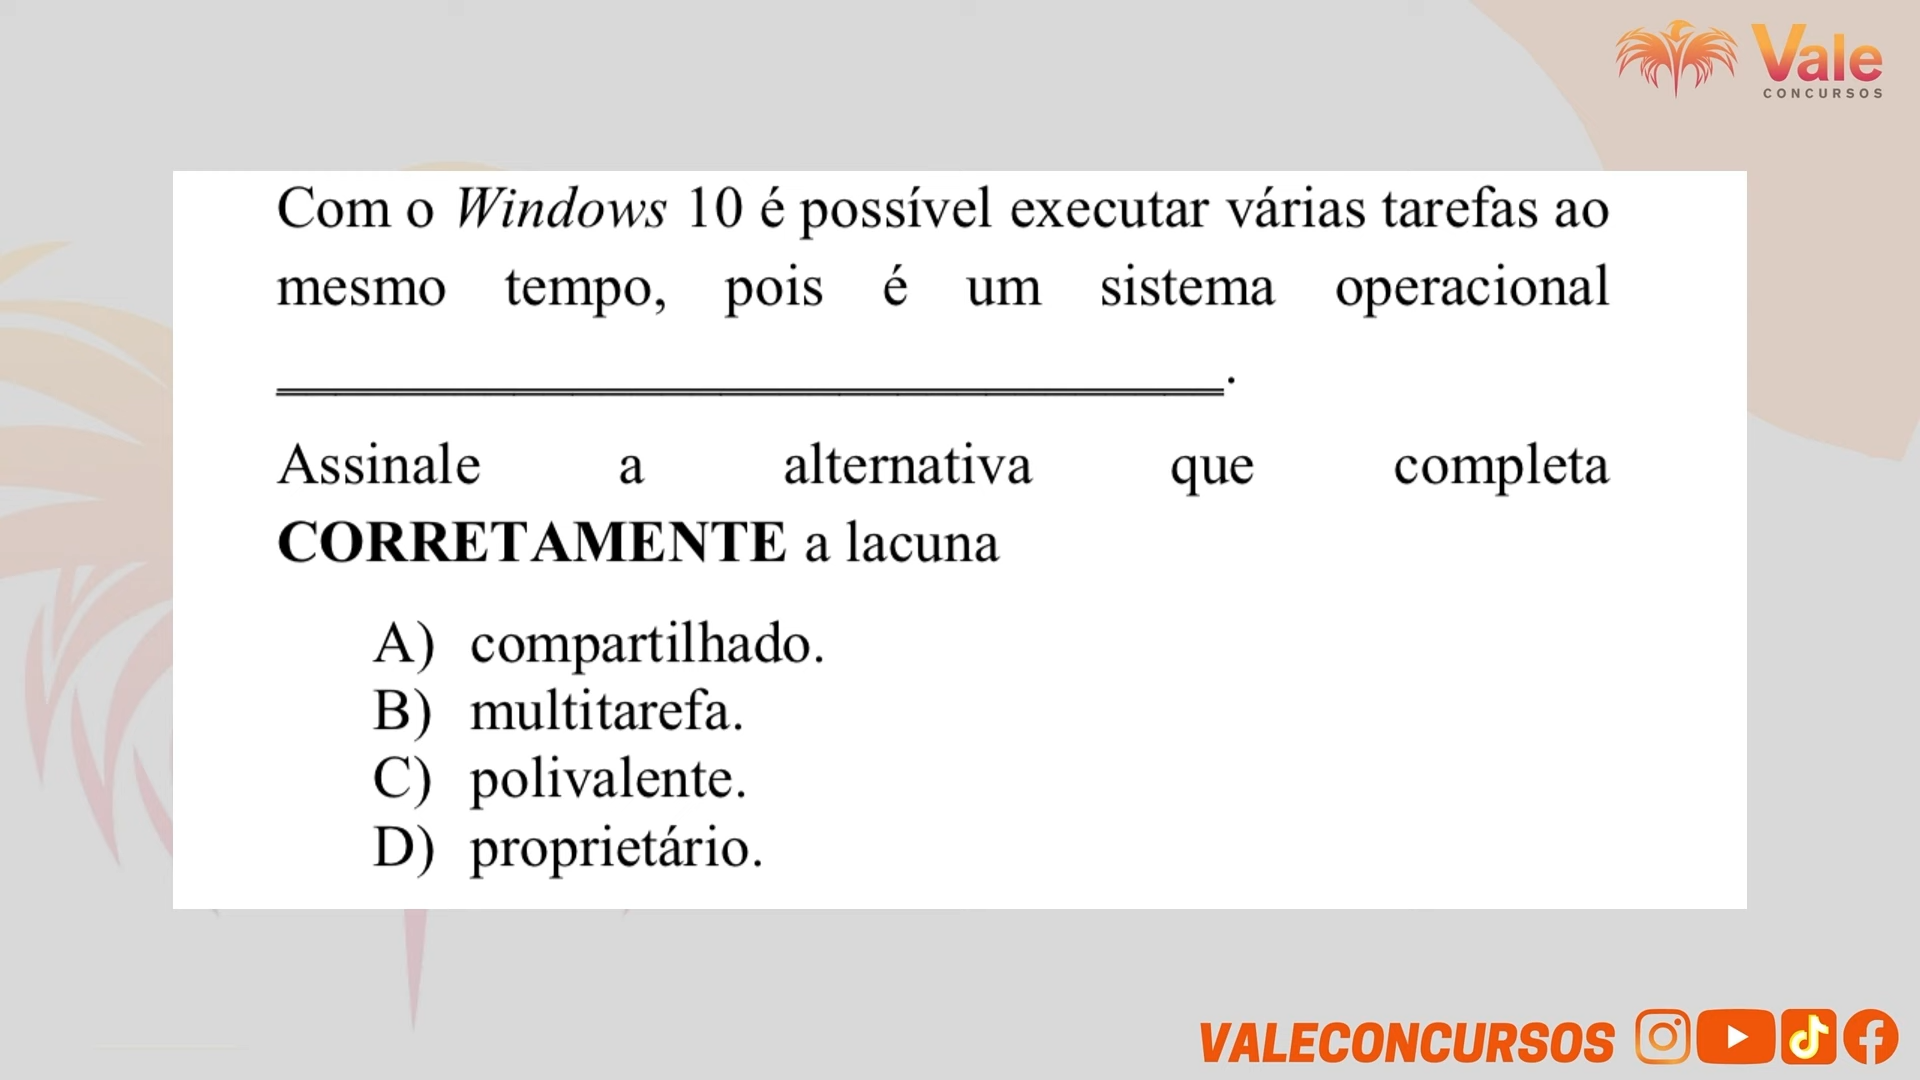 Vale
CONCURSOS
Com o Windows 10 é possível executar várias tarefas ao
mesmo tempo, pois é um sistema operacional
________________________________.
Assinale a alternativa que completa
CORRETAMENTE a lacuna
A) compartilhado.
B) multitarefa.
C) polivalente.
D) proprietário.
VALECONCURSOS